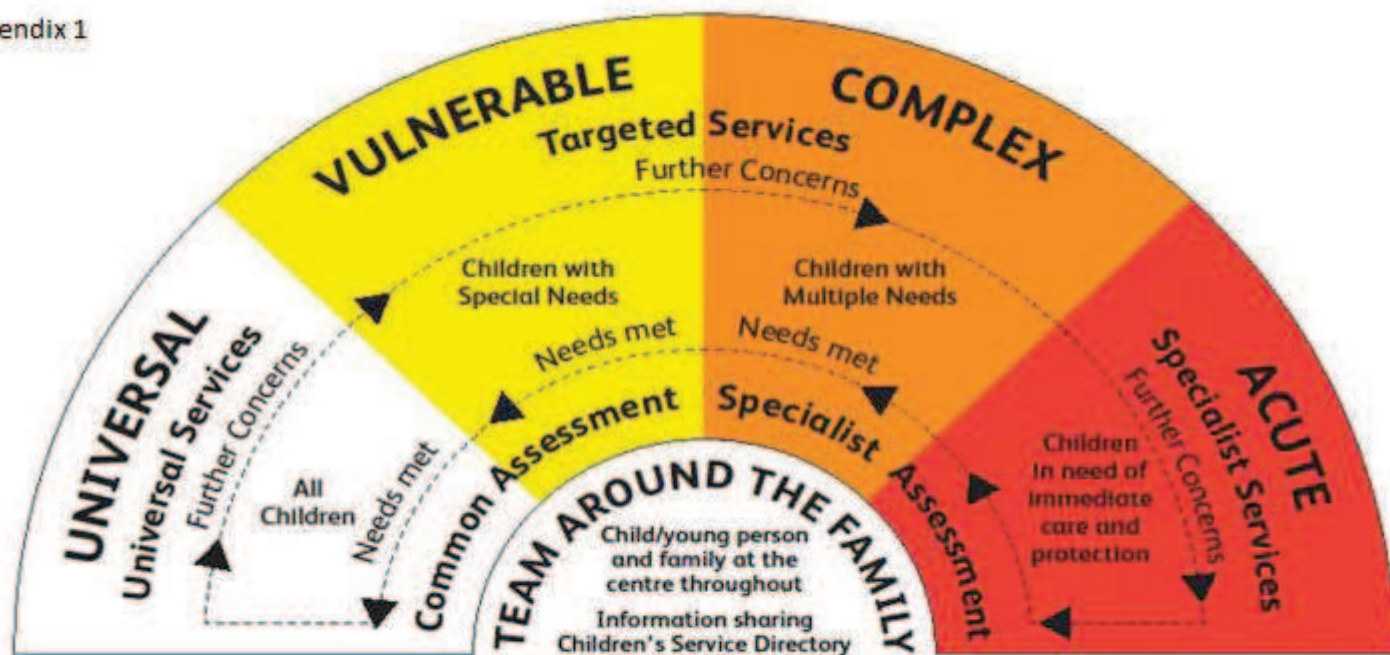 endix 1
UNIVERSAL
Universal Services
Further Concerns
All
Children
Needs met
VULNERABLE
Targeted Services
Further Concerns
Children with
Special Needs
Needs met
Common Assessment
COMPLEX
Children with
Multiple Needs
Needs met
Specialist Assessment
ACUTE
Specialist Services
Further Concerns
Children
in need of
immediate
care and
protection
TEAM AROUND THE FAMILY
Child/young person
and family at the
centre throughout
Information sharing
Children's Service Directory